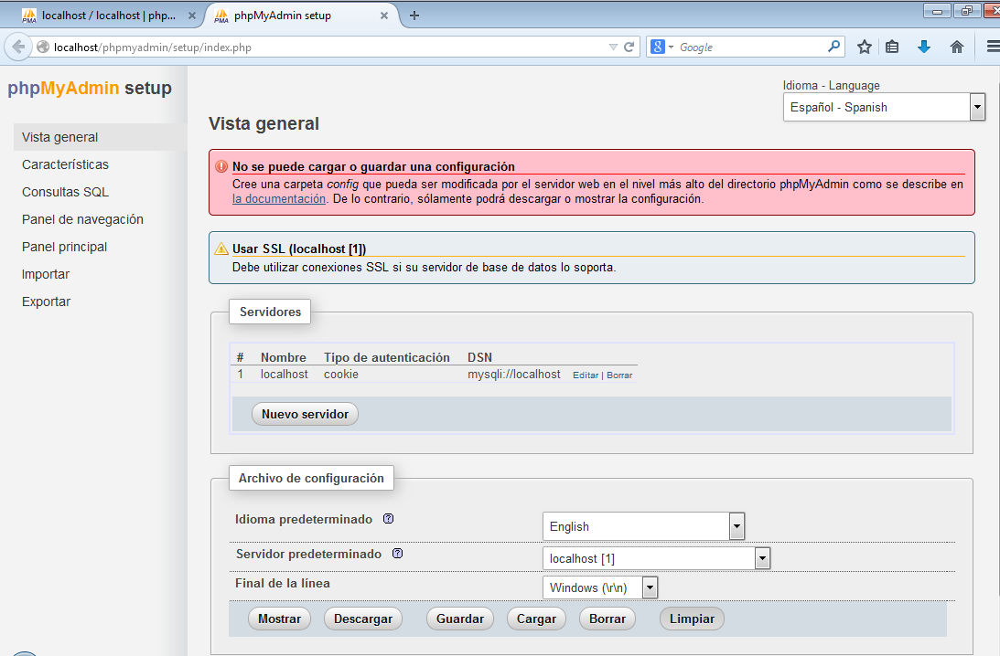 localhost / localhost | php...
phpMyAdmin setup
localhost/phpmyadmin/setup/index.php
Google
phpMyAdmin setup
Vista general
Características
Consultas SQL
Panel de navegación
Panel principal
Importar
Exportar
Idioma - Language
Español - Spanish
Vista general
No se puede cargar o guardar una configuración
Cree una carpeta config que pueda ser modificada por el servidor web en el nivel más alto del directorio phpMyAdmin como se describe en
la documentación. De lo contrario, sólamente podrá descargar o mostrar la configuración.
Usar SSL (localhost [1])
Debe utilizar conexiones SSL si su servidor de base de datos lo soporta.
Servidores
# Nombre Tipo de autenticación DSN
1 localhost cookie mysqli://localhost Editar | Borrar
Nuevo servidor
Archivo de configuración
Idioma predeterminado English
Servidor predeterminado localhost [1]
Final de la línea Windows (\r\n)
Mostrar Descargar Guardar Cargar Borrar Limpiar